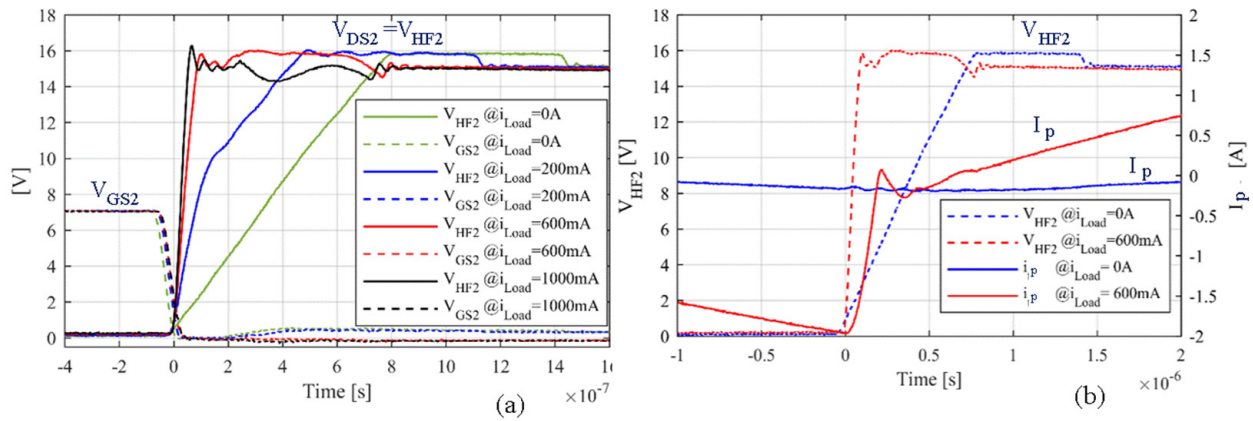 V_DS2 =V_HF2
18
16
14
12
10
8
6
4
2
0
[V]
V_GS2
V_HF2 @i_Load=0A
V_GS2 @i_Load=0A
V_HF2 @i_Load=200mA
V_GS2 @i_Load=200mA
V_HF2 @i_Load=600mA
V_GS2 @i_Load=600mA
V_HF2 @i_Load=1000mA
V_GS2 @i_Load=1000mA
-4 -2 0 2 4 6 8 10 12 14 16
Time [s]
×10^-7
(a)
18
16
14
12
10
8
6
4
2
0
V_HF2 [V]
V_HF2
I_p
I_p
V_HF2 @i_Load=0A
V_HF2 @i_Load=600mA
i_p @i_Load= 0A
i_p @i_Load= 600mA
2
1.5
1
0.5
0
-0.5
-1
-1.5
-2
I_p [A]
-1 -0.5 0 0.5 1 1.5 2
Time [s]
×10^-6
(b)